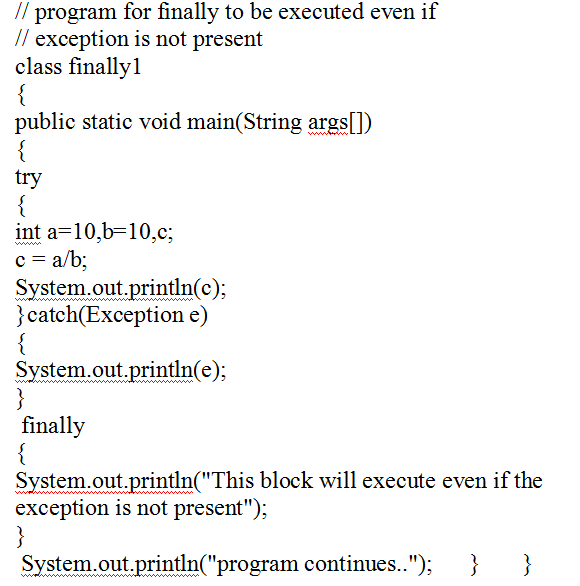 // program for finally to be executed even if
// exception is not present
class finally1
{
public static void main(String args[])
{
try
{
int a=10,b=10,c;
c = a/b;
System.out.println(c);
}catch(Exception e)
{
System.out.println(e);
}
finally
{
System.out.println("This block will execute even if the
exception is not present");
}
System.out.println("program continues.."); } }